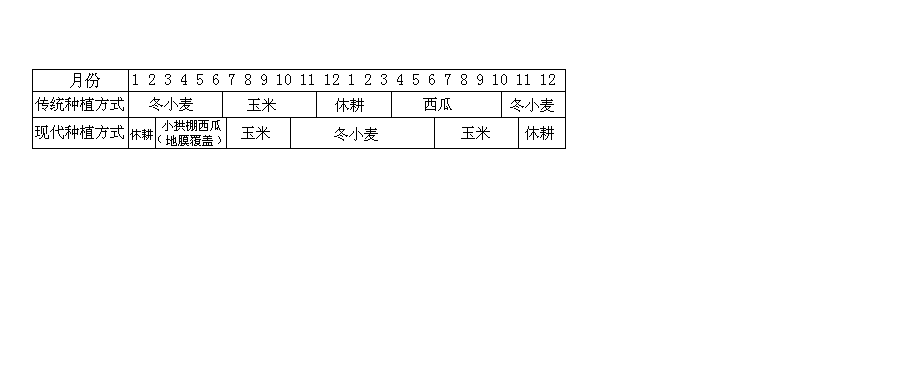 月份 1 2 3 4 5 6 7 8 9 10 11 12 1 2 3 4 5 6 7 8 9 10 11 12
传统种植方式 冬小麦 玉米 休耕 西瓜 冬小麦
现代种植方式 休耕 小拱棚西瓜(地膜覆盖) 玉米 冬小麦 玉米 休耕